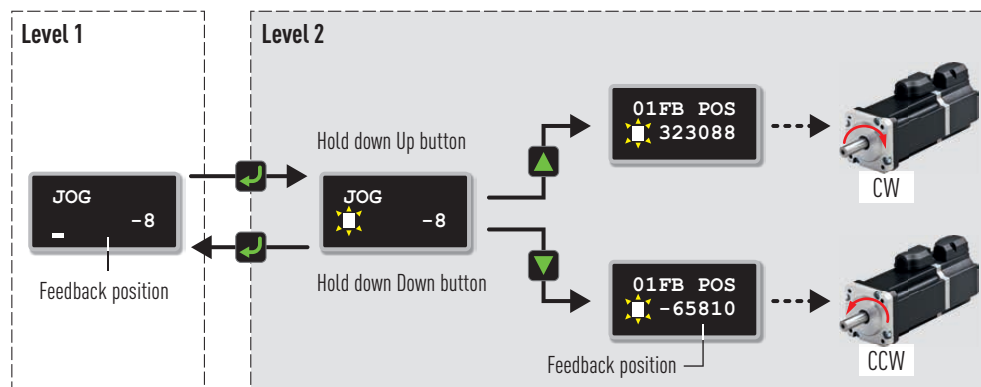 Level 1
Level 2
JOG
-8
Feedback position
Hold down Up button
JOG
-8
Hold down Down button
01FB POS
323088
CW
01FB POS
-65810
Feedback position
CCW